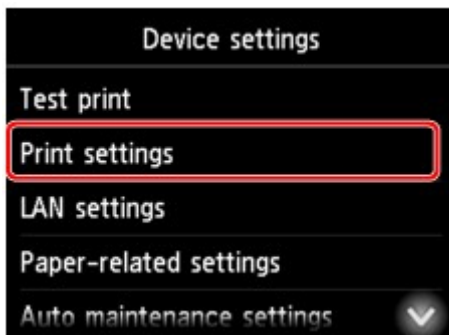 Device settings
Test print
Print settings
LAN settings
Paper-related settings
Auto maintenance settings